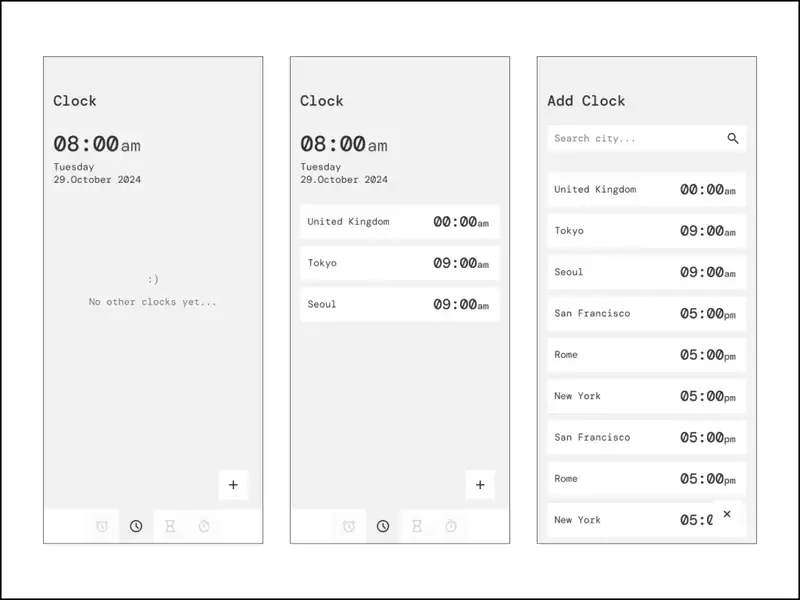 Clock
08:00am
Tuesday
29.October 2024
:)
No other clocks yet...
+
Clock
08:00am
Tuesday
29.October 2024
United Kingdom 00:00am
Tokyo 09:00am
Seoul 09:00am
+
Add Clock
Search city...
United Kingdom 00:00am
Tokyo 09:00am
Seoul 09:00am
San Francisco 05:00pm
Rome 05:00pm
New York 05:00pm
San Francisco 05:00pm
Rome 05:00pm
New York 05:0